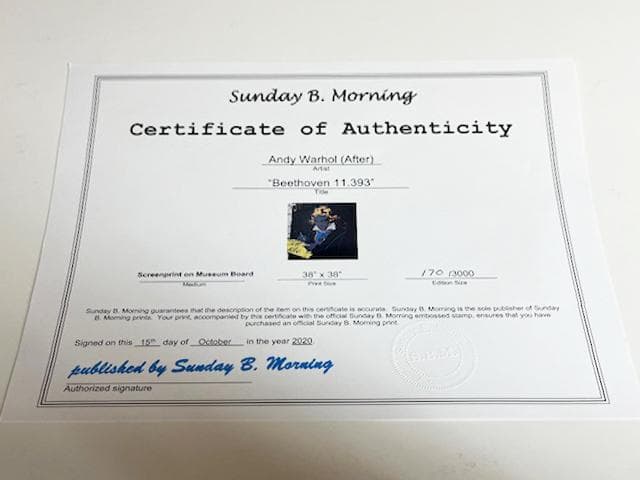 Sunday B. Morning
Certificate of Authenticity
Andy Warhol (After)
Artist
"Beethoven 11.393"
Title
Screenprint on Museum Board
Medium
38" x 38"
Print Size
170 /3000
Edition Size
Sunday B. Morning guarantees that the description of the item on this certificate is accurate. Sunday B. Morning is the sole publisher of Sunday
B. Morning prints. Your print, accompanied by this certificate with the official Sunday B. Morning embossed stamp, ensures that you have
purchased an official Sunday B. Morning print.
Signed on this 15th day of October in the year 2020.
published by Sunday B. Morning
Authorized signature